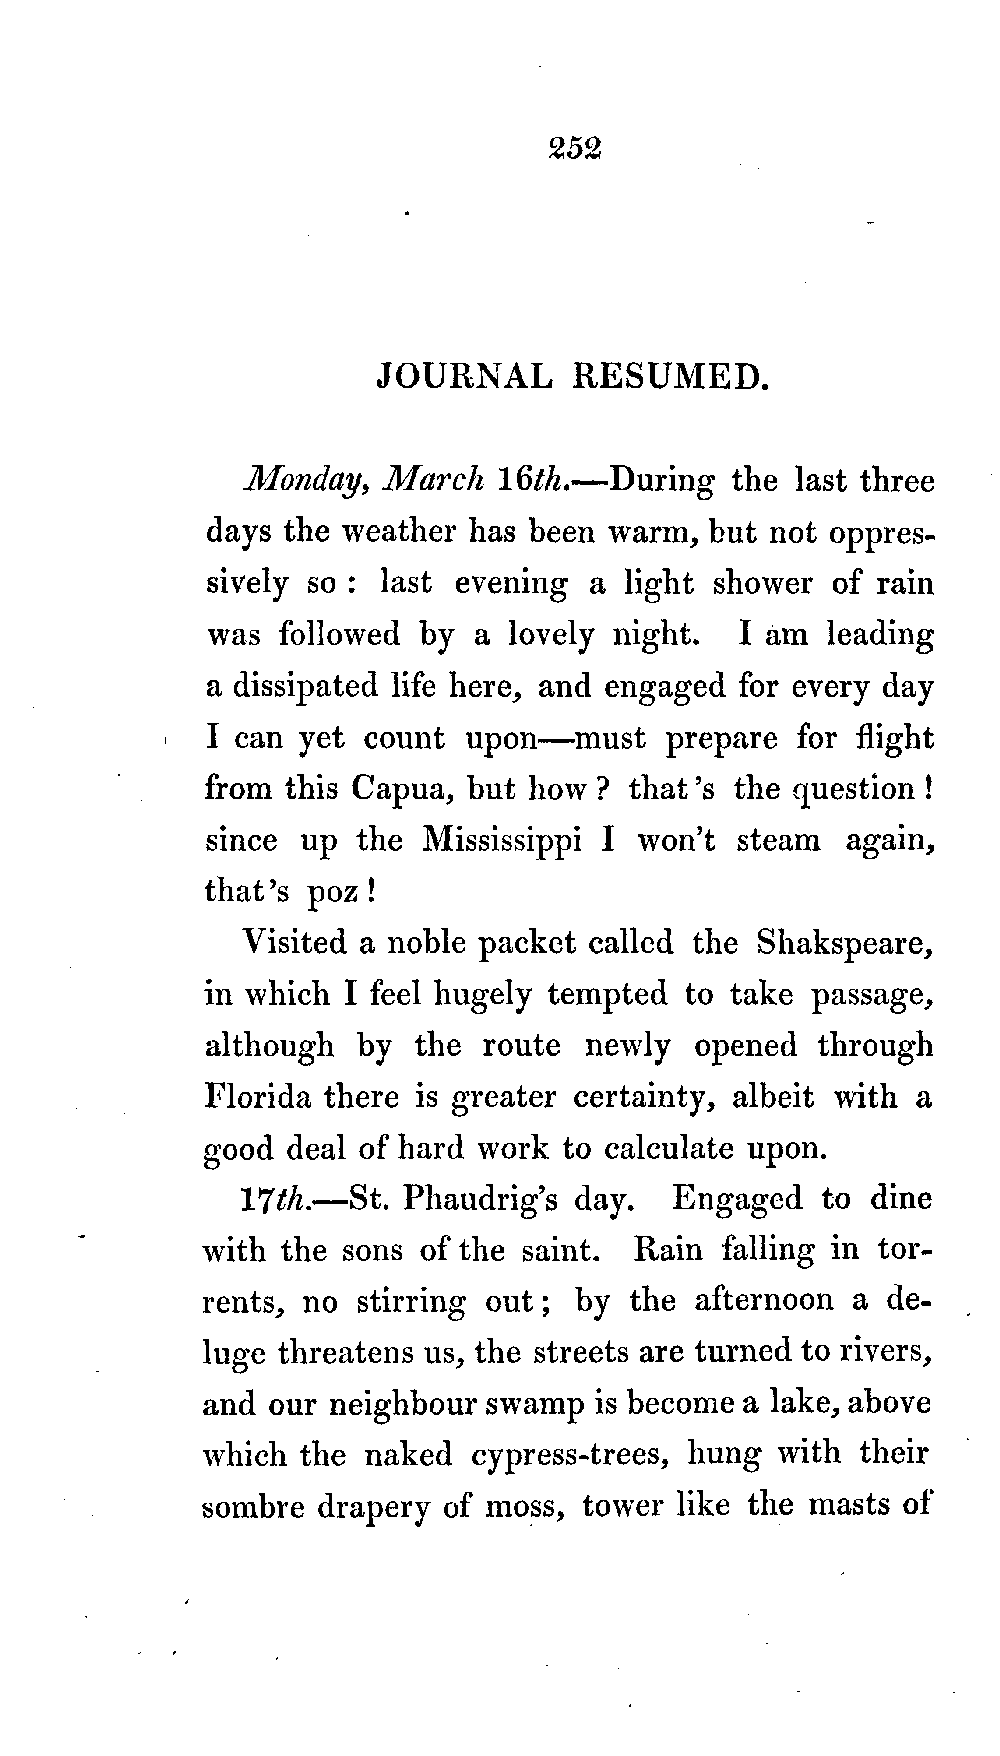 252
JOURNAL RESUMED.
Monday, March 16th.—During the last three
days the weather has been warm, but not oppres-
sively so : last evening a light shower of rain
was followed by a lovely night. I am leading
a dissipated life here, and engaged for every day
I can yet count upon—must prepare for flight
from this Capua, but how ? that's the question !
since up the Mississippi I won't steam again,
that's poz !
Visited a noble packet called the Shakspeare,
in which I feel hugely tempted to take passage,
although by the route newly opened through
Florida there is greater certainty, albeit with a
good deal of hard work to calculate upon.
17th.—St. Phaudrig's day. Engaged to dine
with the sons of the saint. Rain falling in tor-
rents, no stirring out ; by the afternoon a de-
luge threatens us, the streets are turned to rivers,
and our neighbour swamp is become a lake, above
which the naked cypress-trees, hung with their
sombre drapery of moss, tower like the masts of